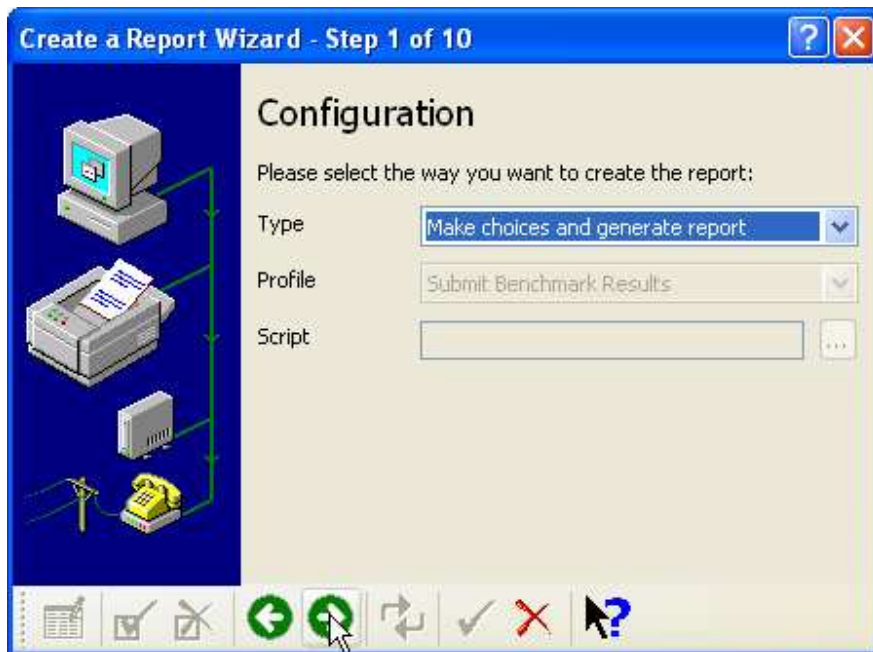 Create a Report Wizard - Step 1 of 10
Configuration
Please select the way you want to create the report:
Type
Make choices and generate report
Profile
Submit Benchmark Results
Script
...